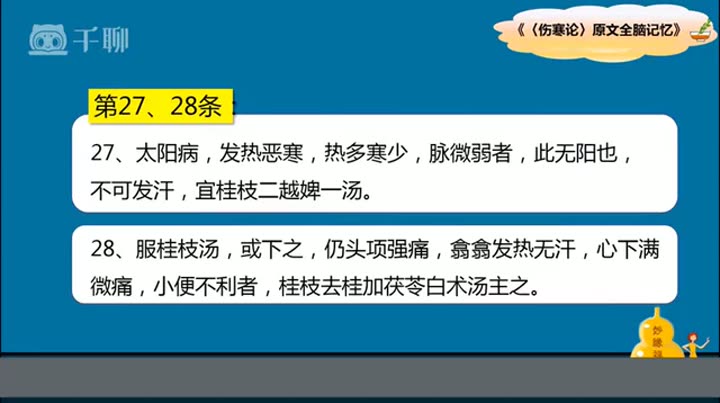 千聊
《〈伤寒论〉原文全脑记忆》
第27、28条
27、太阳病，发热恶寒，热多寒少，脉微弱者，此无阳也，
不可发汗，宜桂枝二越婢一汤。
28、服桂枝汤，或下之，仍头项强痛，翕翕发热无汗，心下满
微痛，小便不利者，桂枝去桂加茯苓白术汤主之。